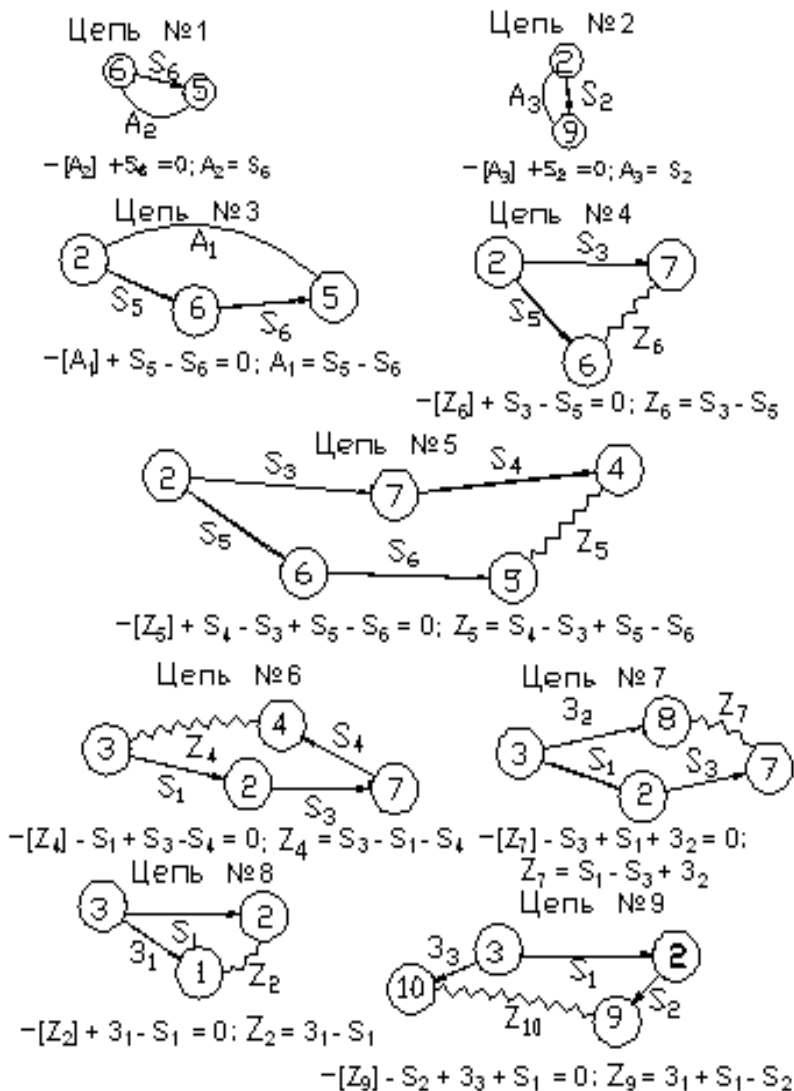 Цепь №1
6
S₆
5
A₂
−[A₂] +S₆ =0; A₂= S₆
Цепь №2
2
A₃
S₂
9
−[A₃] +S₂ =0; A₃= S₂
Цепь №3
2
A₁
S₅
6
S₆
5
−[A₁] + S₅ - S₆ = 0; A₁ = S₅ - S₆
Цепь №4
2
S₃
7
S₅
Z₆
6
−[Z₆] + S₃ - S₅ = 0; Z₆ = S₃ - S₅
Цепь №5
2
S₃
7
S₄
4
S₅
6
S₆
5
Z₅
−[Z₅] + S₄ - S₃ + S₅ - S₆ = 0; Z₅ = S₄ - S₃ + S₅ - S₆
Цепь №6
3
Z₄
4
S₄
S₁
2
S₃
7
−[Z₄] - S₁ + S₃ - S₄ = 0; Z₄ = S₃ - S₁ - S₄
Цепь №7
3₂
8
Z₇
3
S₁
2
S₃
7
−[Z₇] - S₃ + S₁ + 3₂ = 0;
Z₇ = S₁ - S₃ + 3₂
Цепь №8
3
2
S₁
3₁
1
Z₂
−[Z₂] + 3₁ - S₁ = 0; Z₂ = 3₁ - S₁
Цепь №9
3₃
3
S₁
2
10
Z₁₀
9
S₂
−[Z₉] - S₂ + 3₃ + S₁ = 0; Z₉ = 3₁ + S₁ - S₂